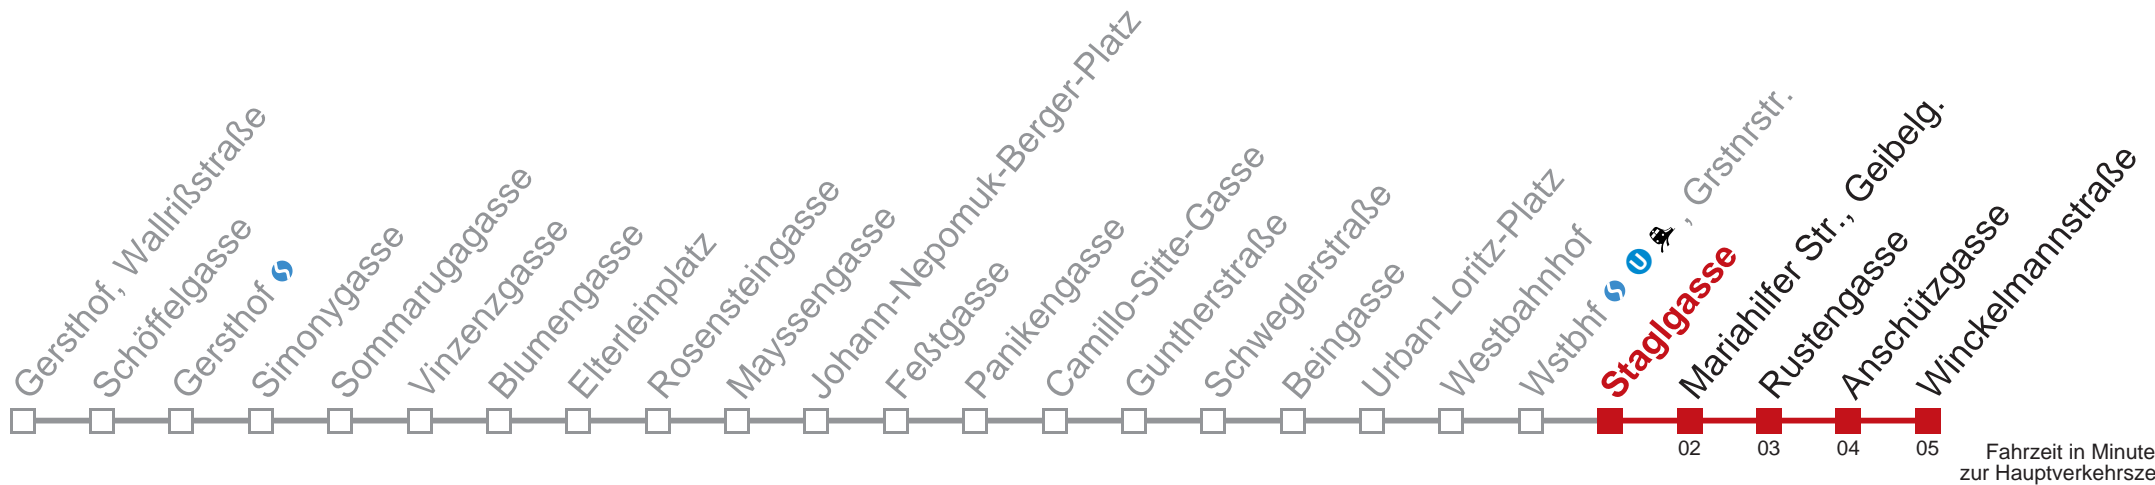 Gersthof, Wallrißstraße
Schöffelgasse
Gersthof S
Simonygasse
Sommarugagasse
Vinzenzgasse
Blumengasse
Elterleinplatz
Rosensteingasse
Mayssengasse
Johann-Nepomuk-Berger-Platz
Feßtgasse
Panikengasse
Camillo-Sitte-Gasse
Guntherstraße
Schweglerstraße
Beingasse
Urban-Loritz-Platz
Westbahnhof
Wstbhf S U , Grstnrstr.
Staglgasse
Mariahilfer Str., Geibelg.
Rustengasse
Anschützgasse
Winckelmannstraße
02 03 04 05
Fahrzeit in Minute
zur Hauptverkehrsze